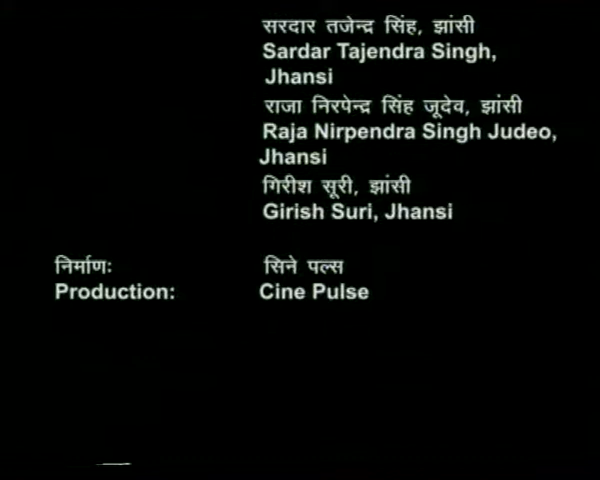 सरदार तजेन्द्र सिंह, झांसी
Sardar Tajendra Singh,
Jhansi
राजा निरपेन्द्र सिंह जूदेव, झांसी
Raja Nirpendra Singh Judeo,
Jhansi
गिरीश सूरी, झांसी
Girish Suri, Jhansi
निर्माणः सिने पल्स
Production: Cine Pulse